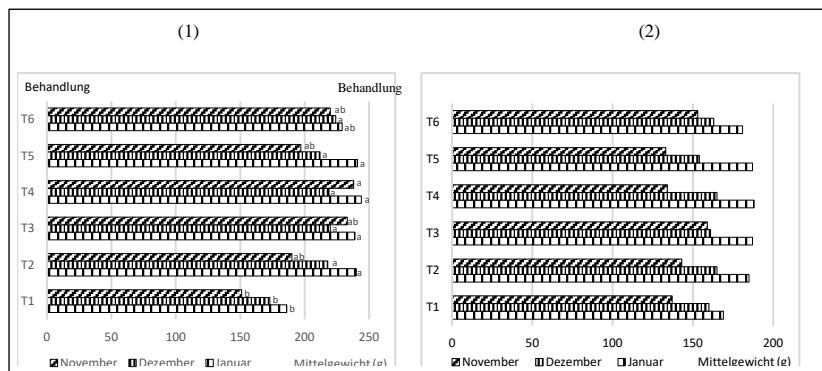 (1) (2)
Behandlung Behandlung
T6 ab
a
ab
T5 ab
a
a
T4 a
a
a
T3 ab
a
a
T2 ab
a
a
T1 b
b
b
0 50 100 150 200 250
November Dezember Januar Mittelgewicht (g)
T6
T5
T4
T3
T2
T1
0 50 100 150 200
November Dezember Januar Mittelgewicht (g)